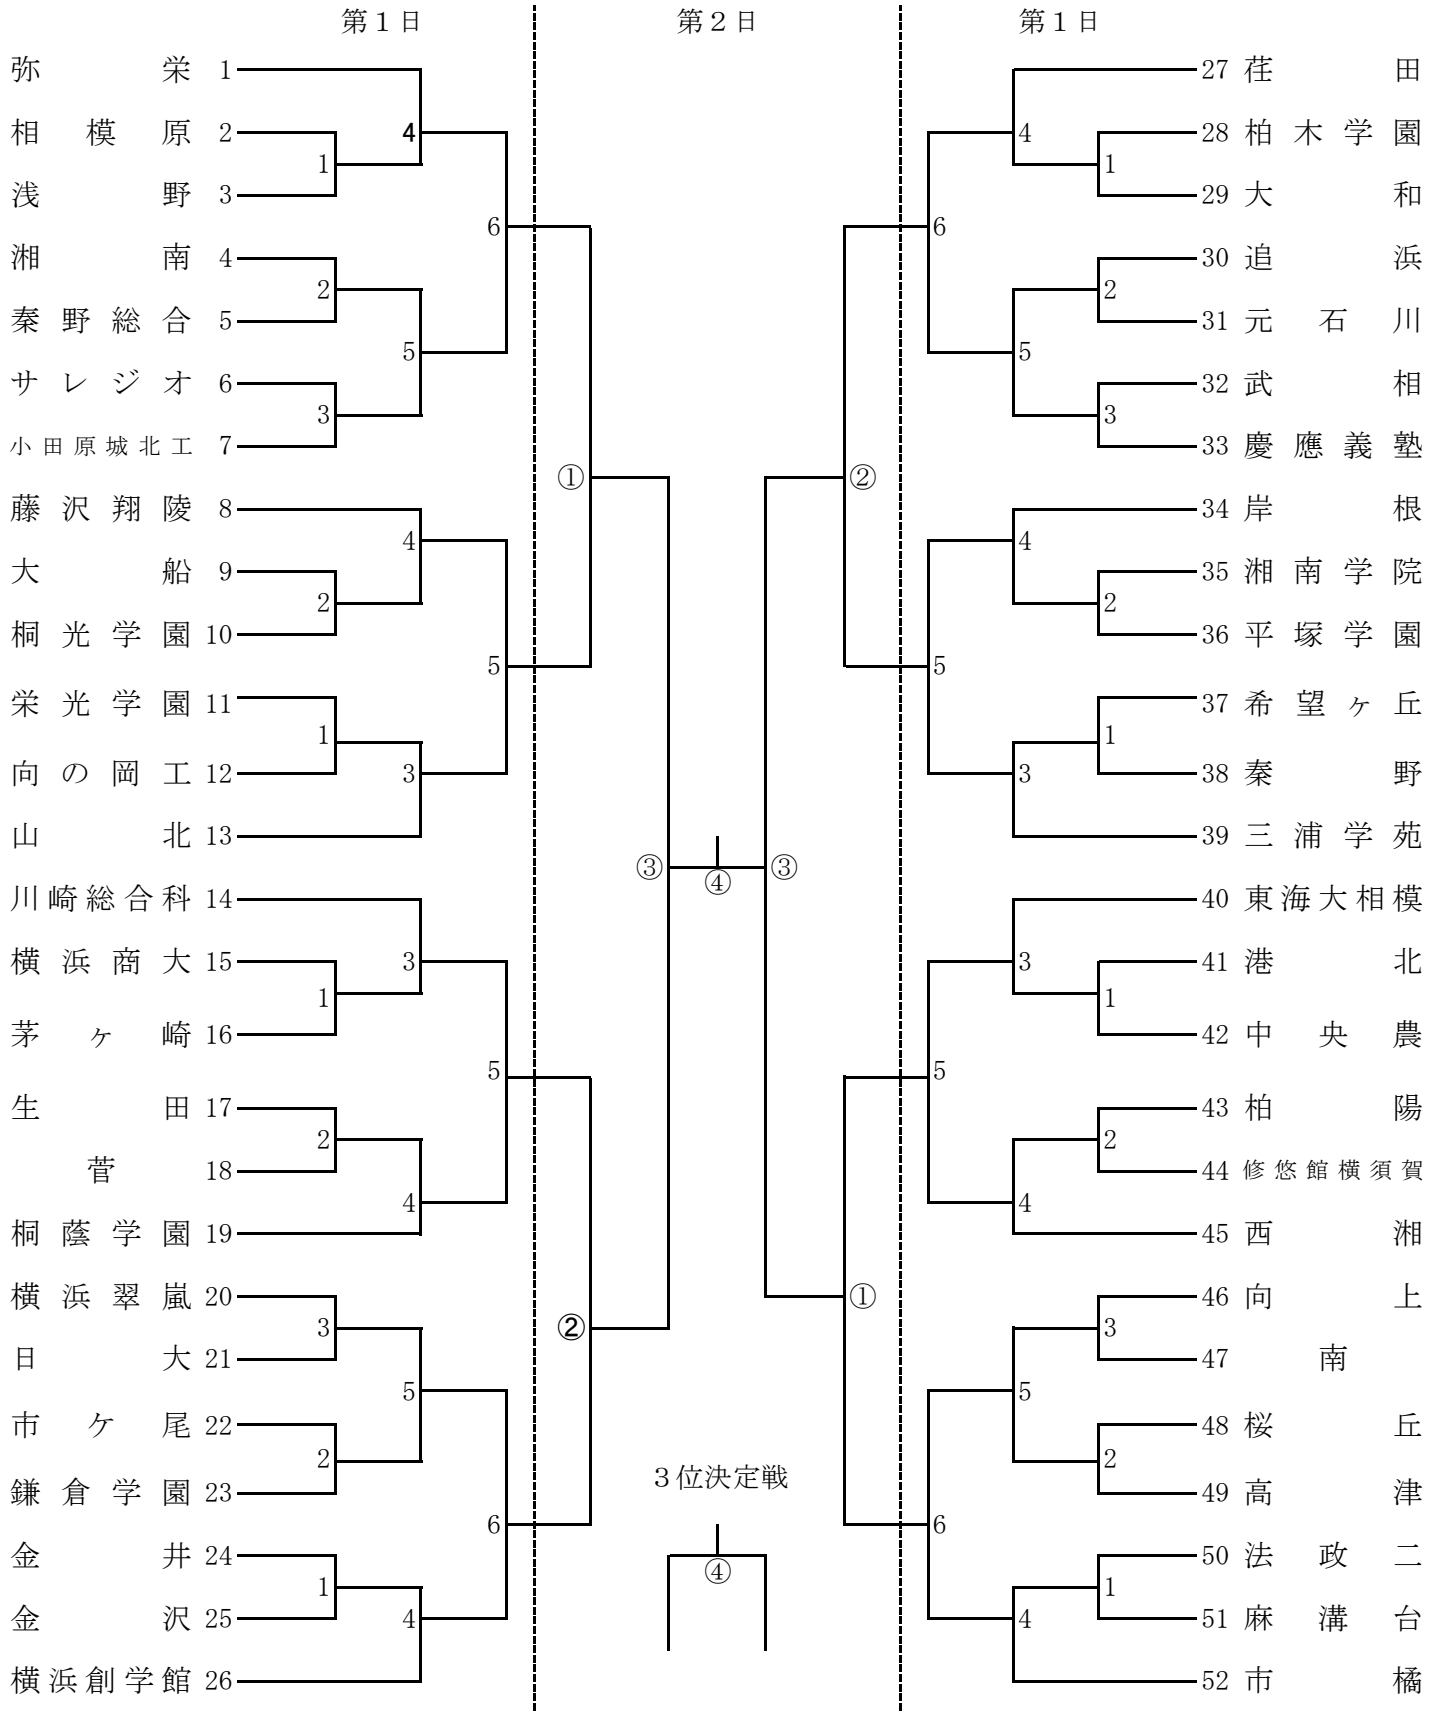 第１日 第２日 第１日
弥栄 1 27 荏田
相模原 2 4 4 28 柏木学園
1 1
浅野 3 29 大和
6 6
湘南 4 30 追浜
2 2
秦野総合 5 31 元石川
5 5
サレジオ 6 32 武相
3 3
小田原城北工 7 33 慶應義塾
① ②
藤沢翔陵 8 34 岸根
4 4
大船 9 35 湘南学院
2 2
桐光学園 10 36 平塚学園
5 5
栄光学園 11 37 希望ヶ丘
1 1
向の岡工 12 3 3 38 秦野
山北 13 39 三浦学苑
③ ④ ③
川崎総合科 14 40 東海大相模
横浜商大 15 3 3 41 港北
1 1
茅ヶ崎 16 42 中央農
5 5
生田 17 43 柏陽
2 2
菅 18 44 修悠館横須賀
4 4
桐蔭学園 19 45 西湘
横浜翠嵐 20 ① 46 向上
3 ② 3
日大 21 47 南
5 5
市ケ尾 22 48 桜丘
2 2
３位決定戦
鎌倉学園 23 49 高津
6 6
金井 24 50 法政二
④
1 1
金沢 25 4 4 51 麻溝台
横浜創学館 26 52 市橘